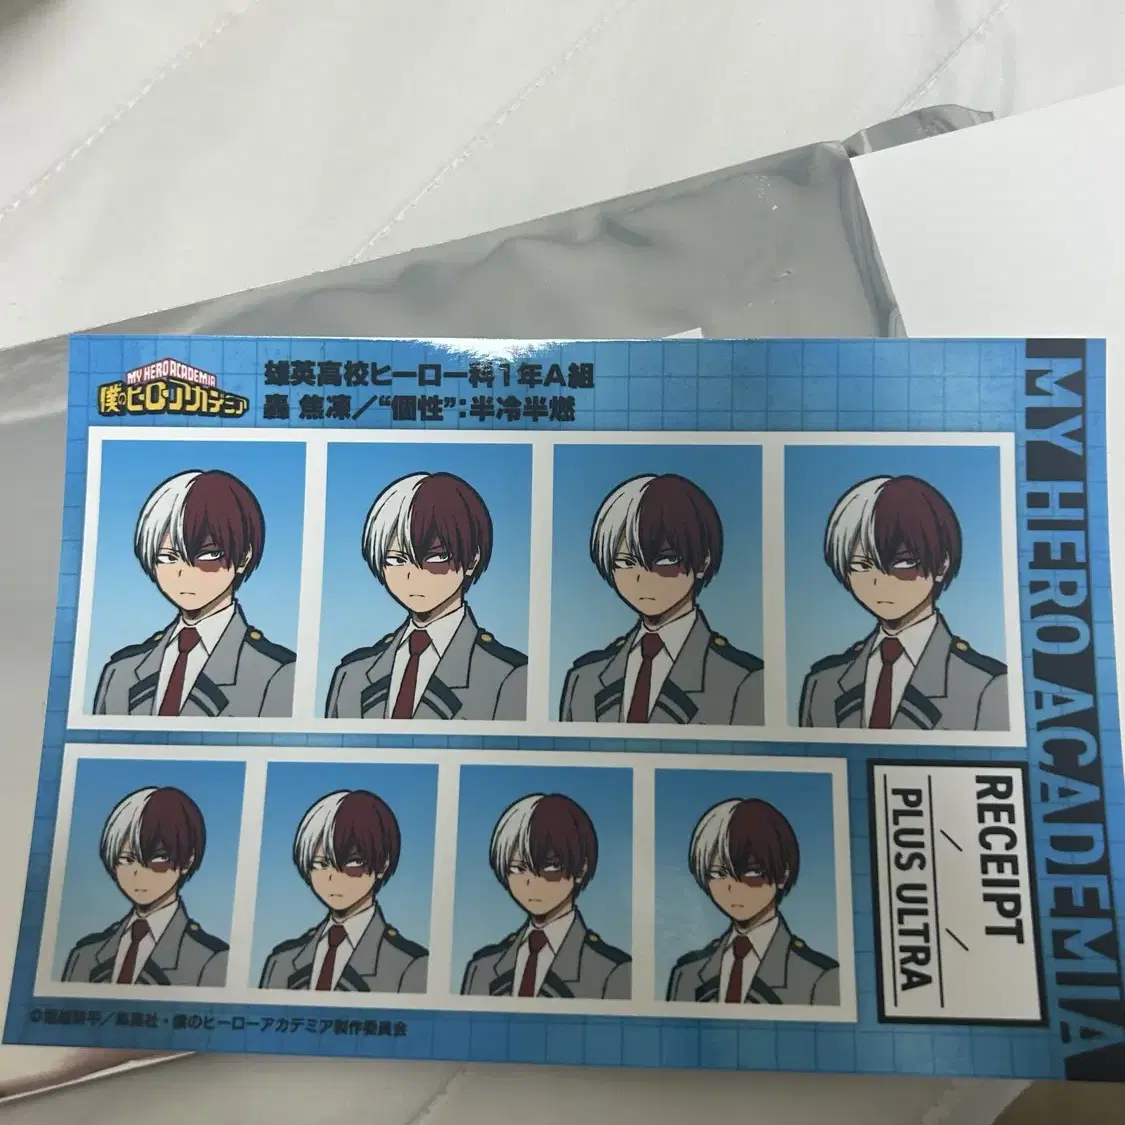 MY HERO ACADEMIA
僕のヒーローアカデミア
雄英高校ヒーロー科1年A組
轟 焦凍／“個性”：半冷半燃
MY HERO ACADEMIA
RECEIPT
PLUS ULTRA
©堀越耕平／集英社・僕のヒーローアカデミア製作委員会